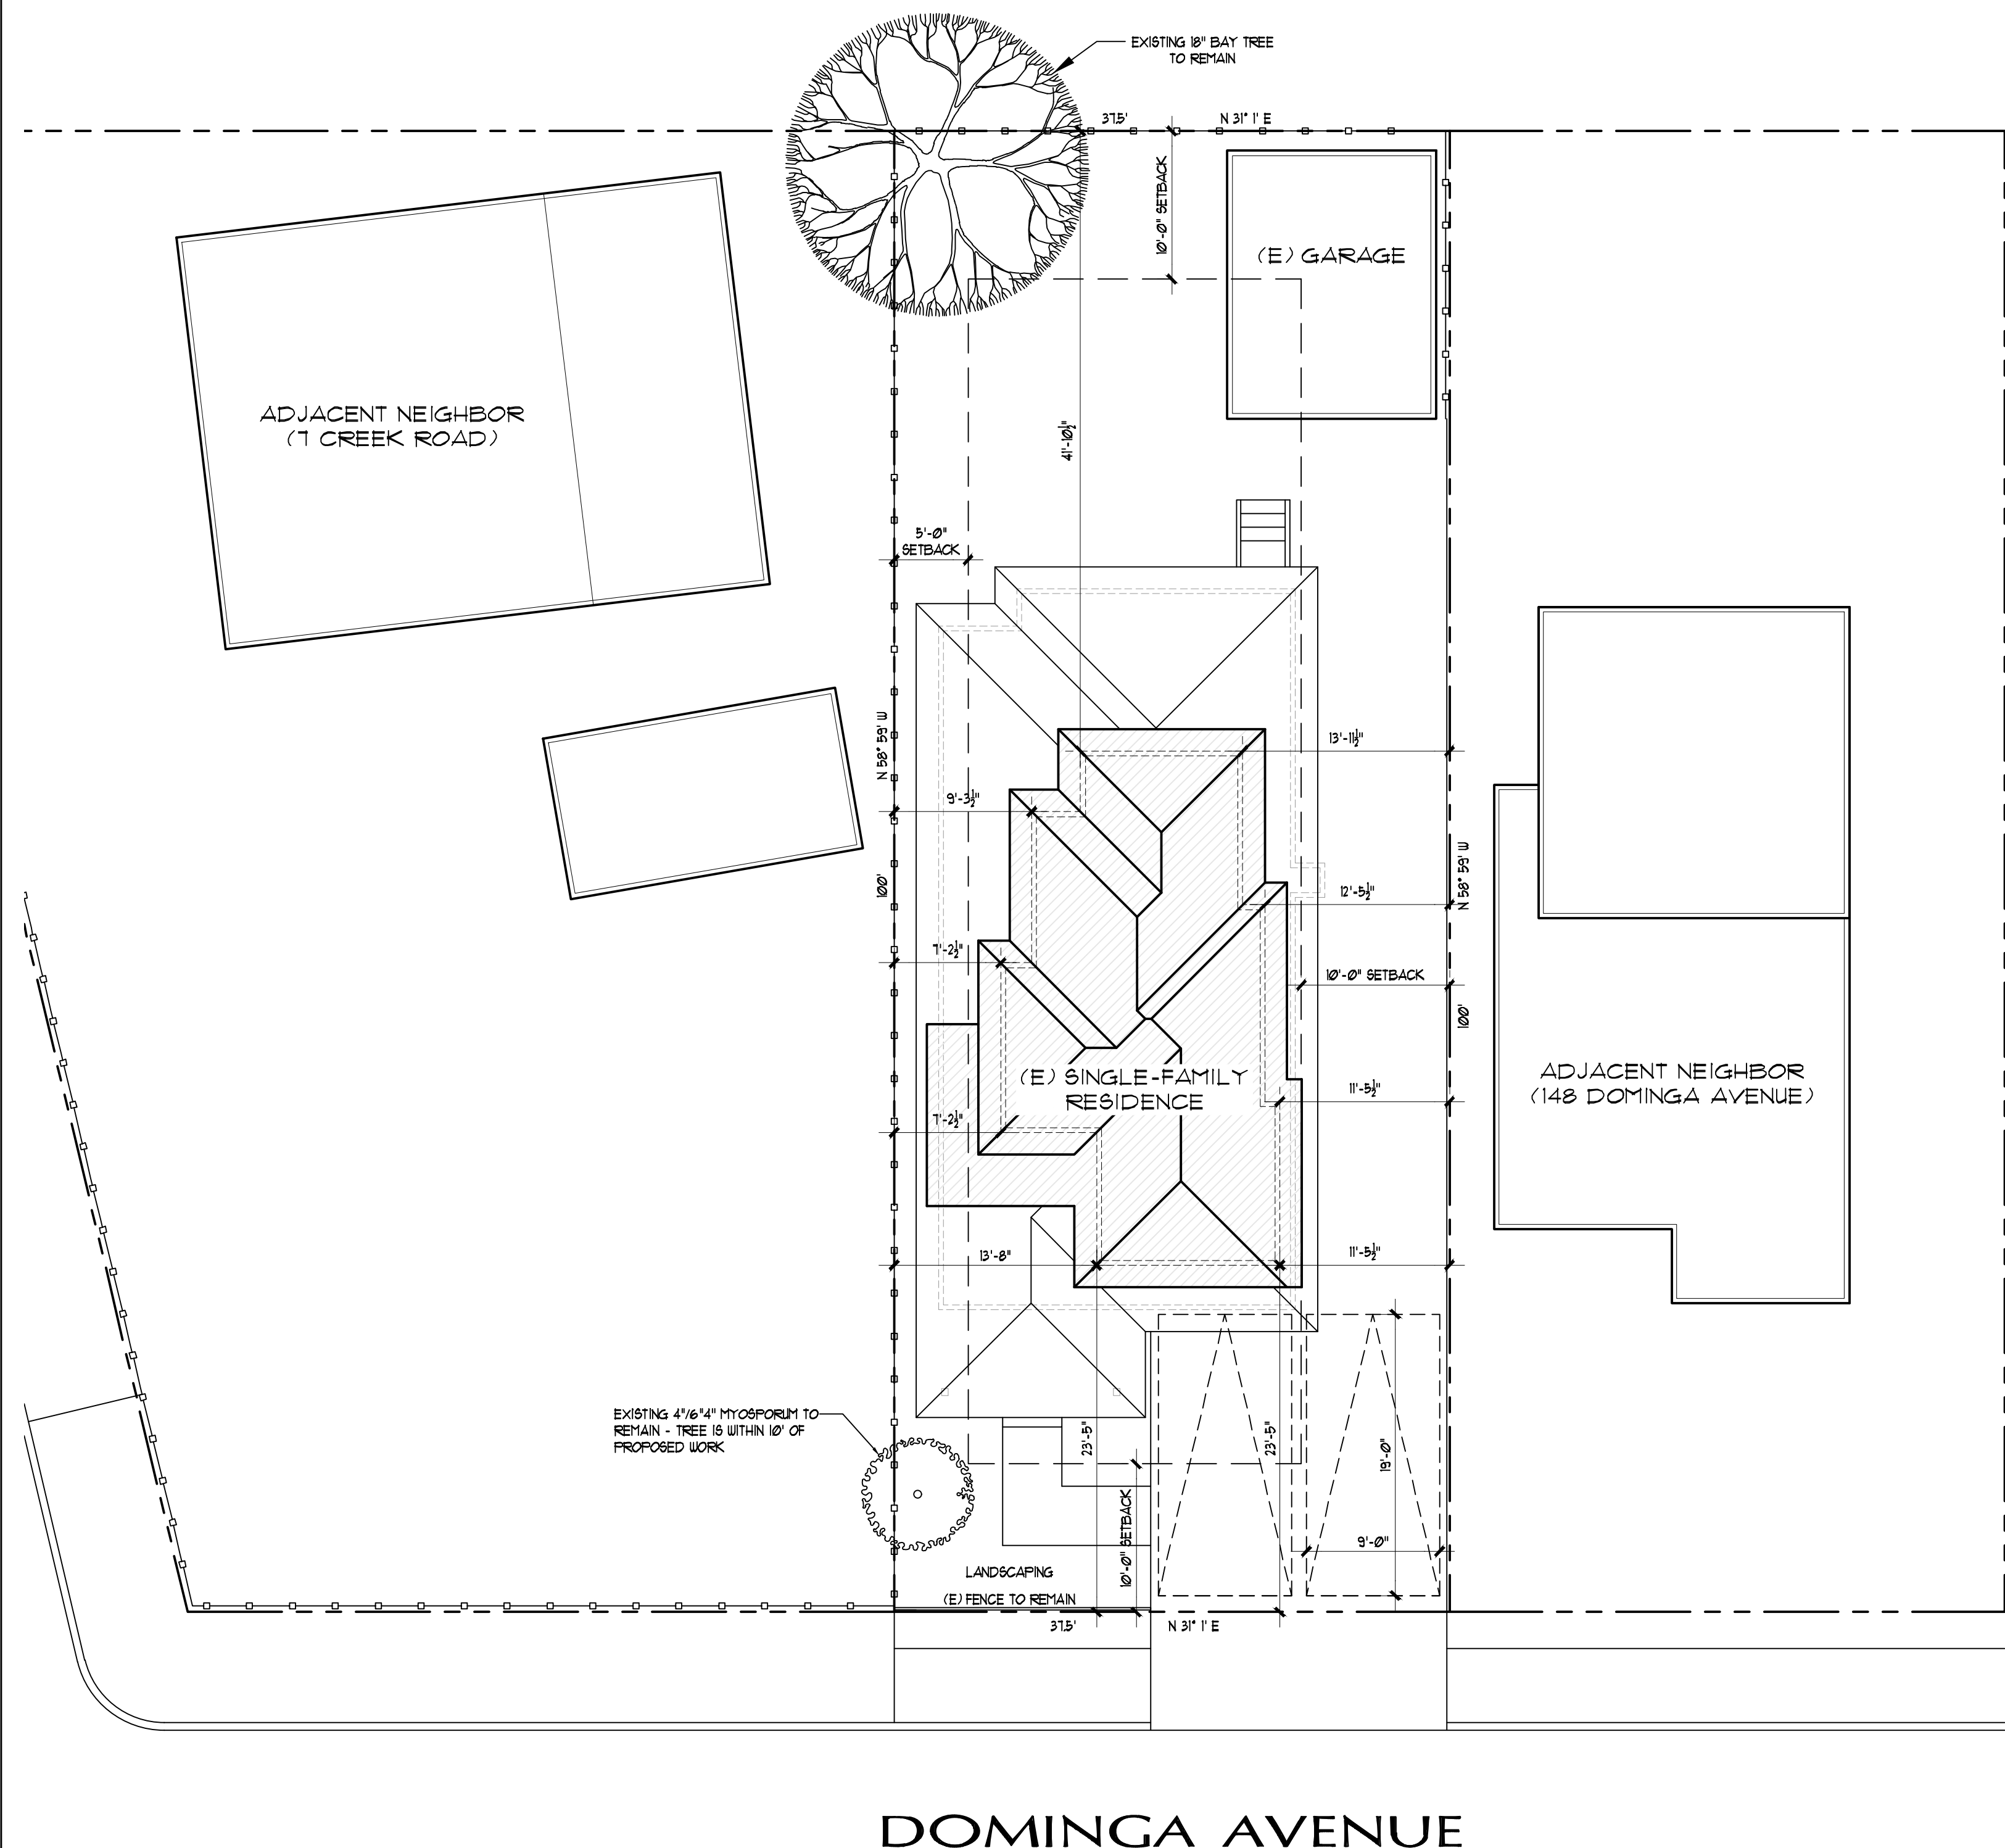 EXISTING 18" BAY TREE
TO REMAIN
37.5'
N 31° 1' E
10'-0" SETBACK
(E) GARAGE
ADJACENT NEIGHBOR
(7 CREEK ROAD)
41'-10½"
5'-0"
SETBACK
N 58° 59' W
13'-11½"
9'-3½"
100'
12'-5½"
N 58° 59' W
7'-2½"
10'-0" SETBACK
100'
(E) SINGLE-FAMILY
RESIDENCE
ADJACENT NEIGHBOR
(148 DOMINGA AVENUE)
11'-5½"
7'-2½"
13'-8"
11'-5½"
EXISTING 4"/6"4" MYOSPORUM TO
REMAIN - TREE IS WITHIN 10' OF
PROPOSED WORK
23'-5"
23'-5"
19'-0"
10'-0" SETBACK
9'-0"
LANDSCAPING
(E) FENCE TO REMAIN
37.5'
N 31° 1' E
DOMINGA AVENUE